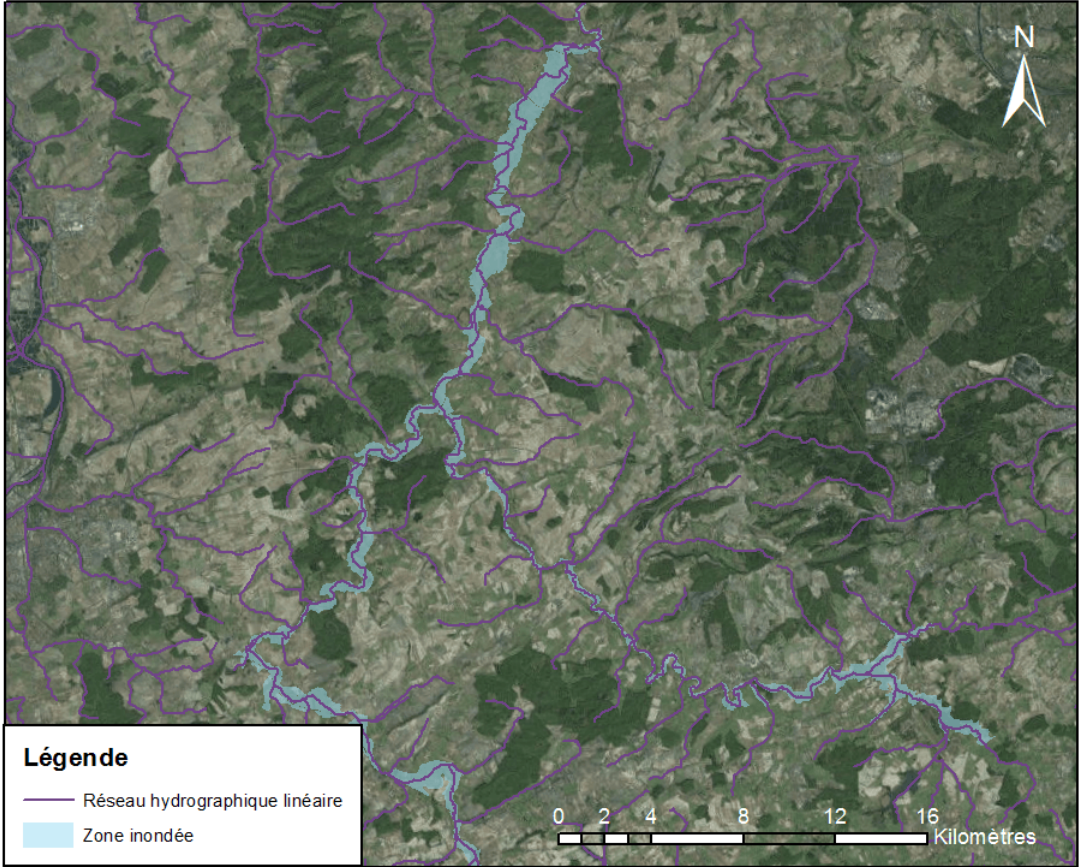 N
Légende
Réseau hydrographique linéaire
Zone inondée
0 2 4 8 12 16
Kilomètres